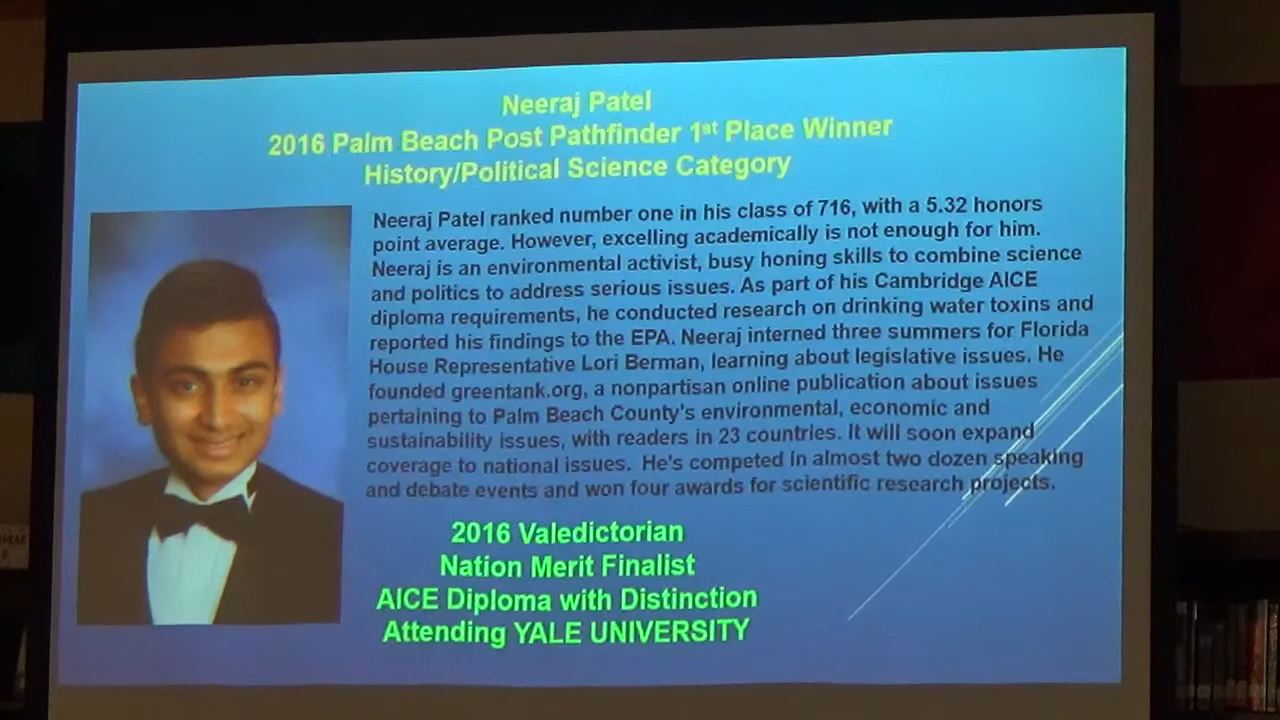 Neeraj Patel
2016 Palm Beach Post Pathfinder 1st Place Winner
History/Political Science Category
Neeraj Patel ranked number one in his class of 716, with a 5.32 honors
point average. However, excelling academically is not enough for him.
Neeraj is an environmental activist, busy honing skills to combine science
and politics to address serious issues. As part of his Cambridge AICE
diploma requirements, he conducted research on drinking water toxins and
reported his findings to the EPA. Neeraj interned three summers for Florida
House Representative Lori Berman, learning about legislative issues. He
founded greentank.org, a nonpartisan online publication about issues
pertaining to Palm Beach County's environmental, economic and
sustainability issues, with readers in 23 countries. It will soon expand
coverage to national issues. He's competed in almost two dozen speaking
and debate events and won four awards for scientific research projects.
2016 Valedictorian
Nation Merit Finalist
AICE Diploma with Distinction
Attending YALE UNIVERSITY